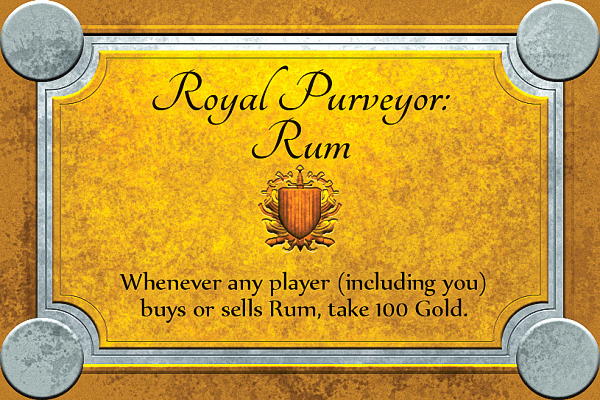 Royal Purveyor:
Rum
Whenever any player (including you)
buys or sells Rum, take 100 Gold.